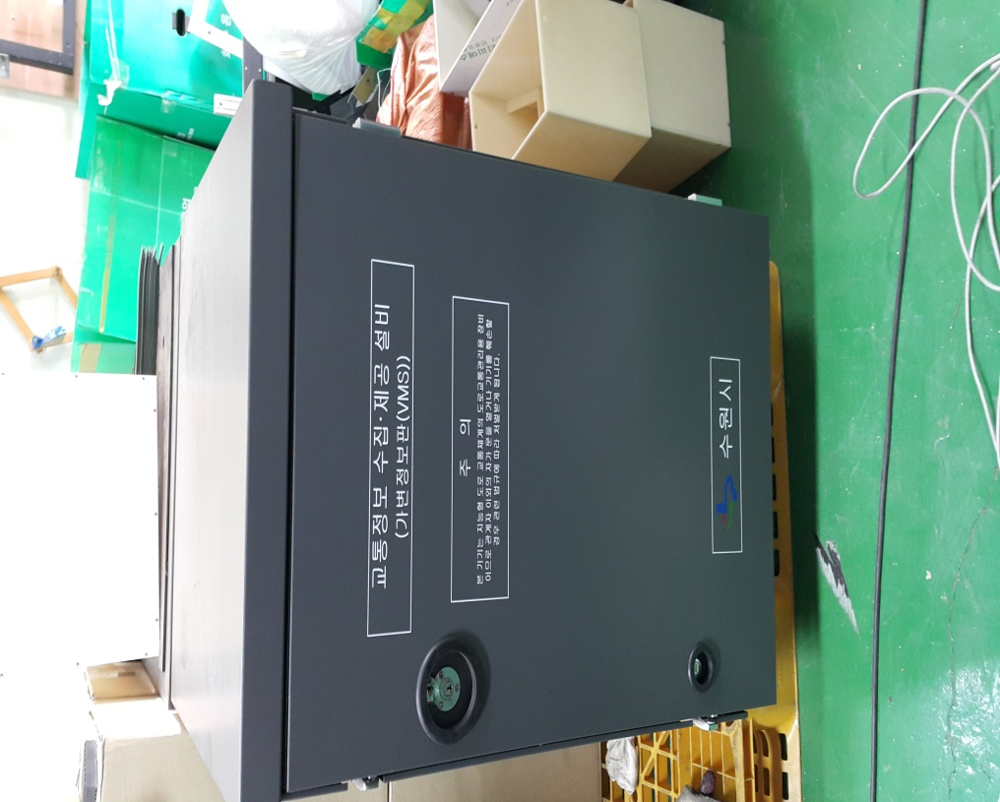 교통정보 수집·제공 설비
(가변정보판(VMS))
주 의
본 기기는 지능형 도로 교통 체계의 도로교통관리용 장비
이므로 관계자 이외의 자가 문을 열거나 기기를 훼손할
경우 관련 법규에 따라 처벌받게 됩니다.
수원시